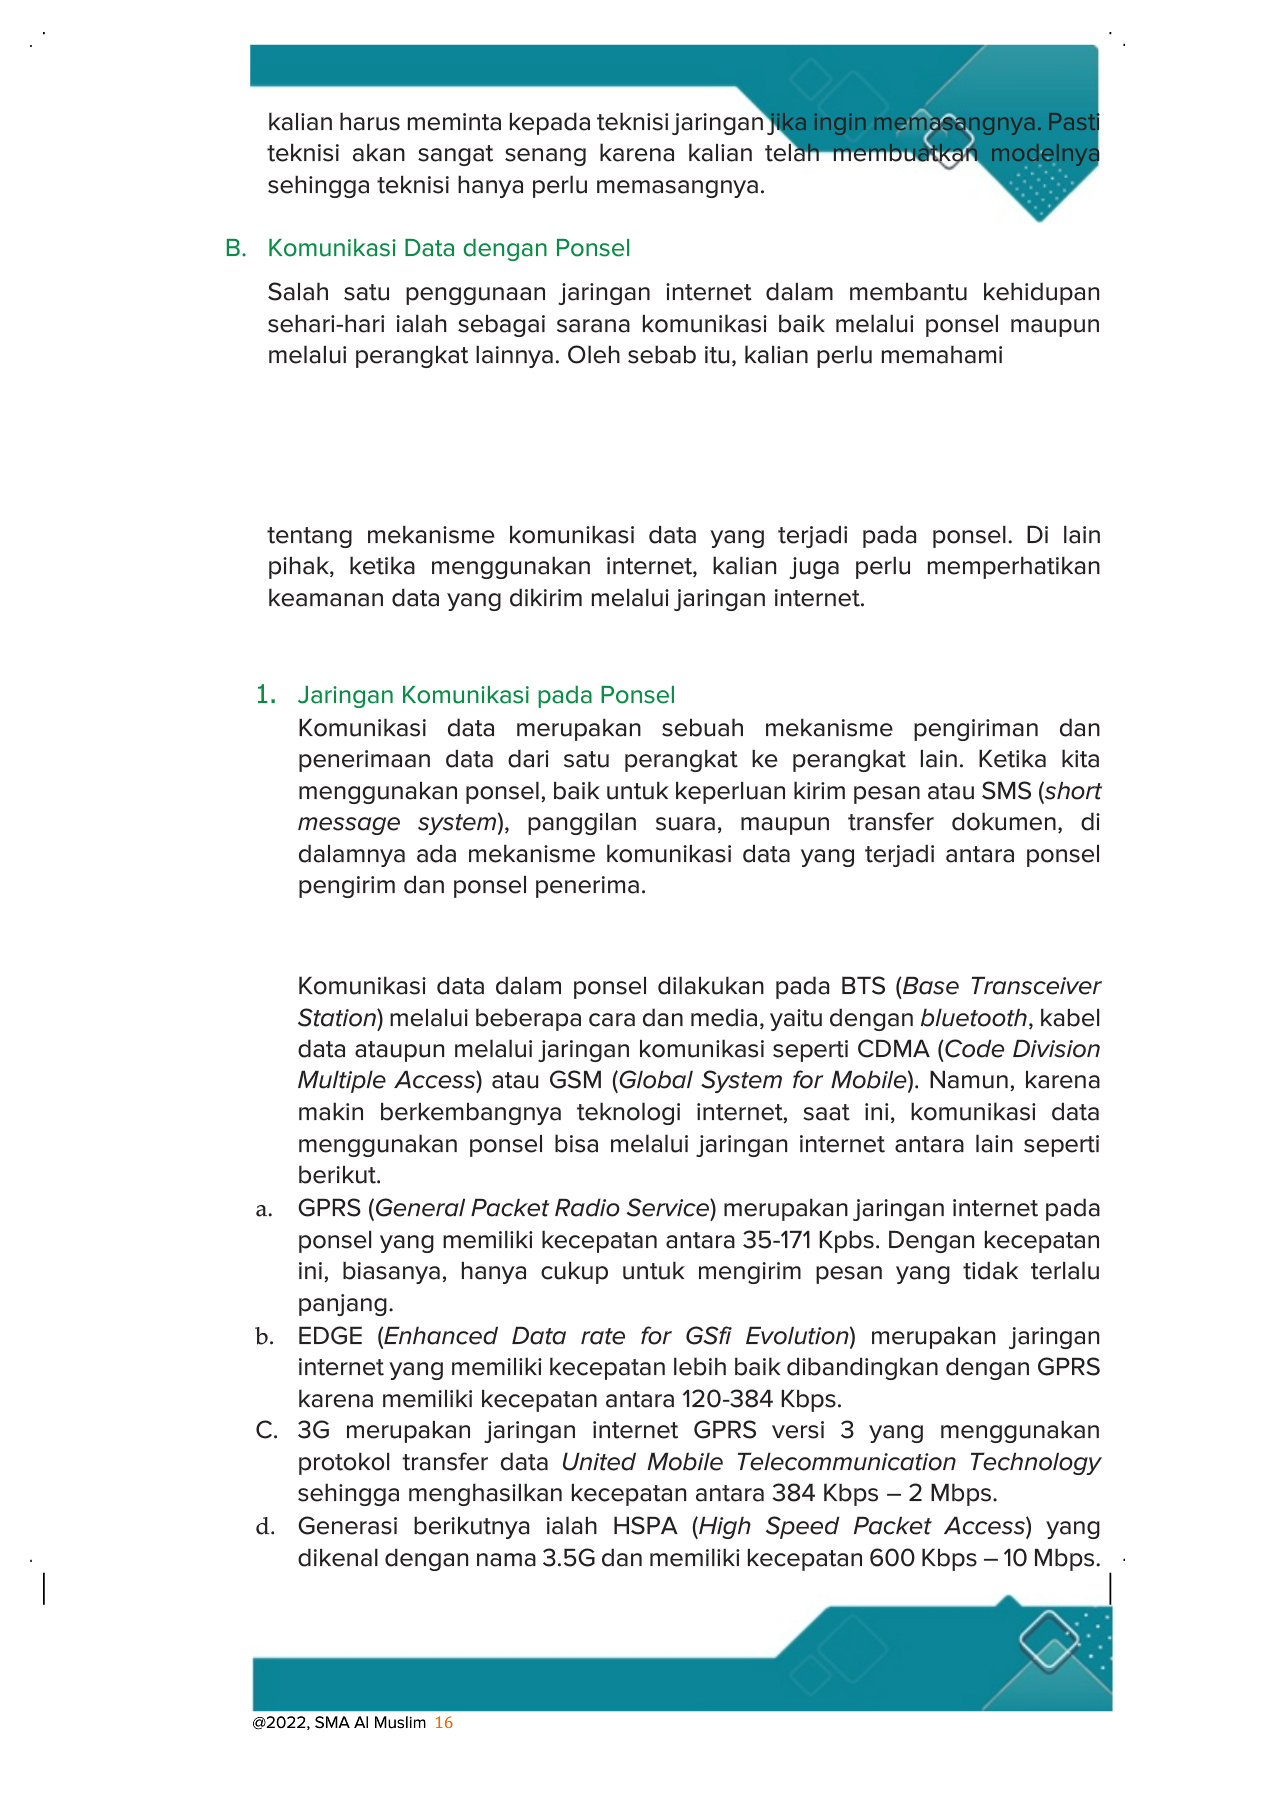 kalian harus meminta kepada teknisi jaringan jika ingin memasangnya. Pasti
teknisi akan sangat senang karena kalian telah membuatkan modelnya
sehingga teknisi hanya perlu memasangnya.
B. Komunikasi Data dengan Ponsel
Salah satu penggunaan jaringan internet dalam membantu kehidupan
sehari-hari ialah sebagai sarana komunikasi baik melalui ponsel maupun
melalui perangkat lainnya. Oleh sebab itu, kalian perlu memahami
tentang mekanisme komunikasi data yang terjadi pada ponsel. Di lain
pihak, ketika menggunakan internet, kalian juga perlu memperhatikan
keamanan data yang dikirim melalui jaringan internet.
1. Jaringan Komunikasi pada Ponsel
Komunikasi data merupakan sebuah mekanisme pengiriman dan
penerimaan data dari satu perangkat ke perangkat lain. Ketika kita
menggunakan ponsel, baik untuk keperluan kirim pesan atau SMS (short
message system), panggilan suara, maupun transfer dokumen, di
dalamnya ada mekanisme komunikasi data yang terjadi antara ponsel
pengirim dan ponsel penerima.
Komunikasi data dalam ponsel dilakukan pada BTS (Base Transceiver
Station) melalui beberapa cara dan media, yaitu dengan bluetooth, kabel
data ataupun melalui jaringan komunikasi seperti CDMA (Code Division
Multiple Access) atau GSM (Global System for Mobile). Namun, karena
makin berkembangnya teknologi internet, saat ini, komunikasi data
menggunakan ponsel bisa melalui jaringan internet antara lain seperti
berikut.
a. GPRS (General Packet Radio Service) merupakan jaringan internet pada
ponsel yang memiliki kecepatan antara 35-171 Kpbs. Dengan kecepatan
ini, biasanya, hanya cukup untuk mengirim pesan yang tidak terlalu
panjang.
b. EDGE (Enhanced Data rate for GSfi Evolution) merupakan jaringan
internet yang memiliki kecepatan lebih baik dibandingkan dengan GPRS
karena memiliki kecepatan antara 120-384 Kbps.
C. 3G merupakan jaringan internet GPRS versi 3 yang menggunakan
protokol transfer data United Mobile Telecommunication Technology
sehingga menghasilkan kecepatan antara 384 Kbps – 2 Mbps.
d. Generasi berikutnya ialah HSPA (High Speed Packet Access) yang
dikenal dengan nama 3.5G dan memiliki kecepatan 600 Kbps – 10 Mbps.
@2022, SMA Al Muslim 16